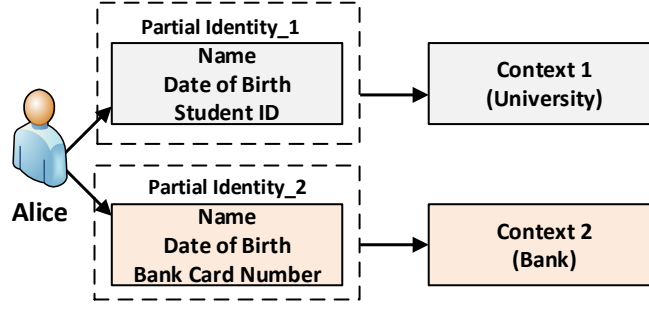 Partial Identity_1
Name
Date of Birth
Student ID
Context 1
(University)
Alice
Partial Identity_2
Name
Date of Birth
Bank Card Number
Context 2
(Bank)